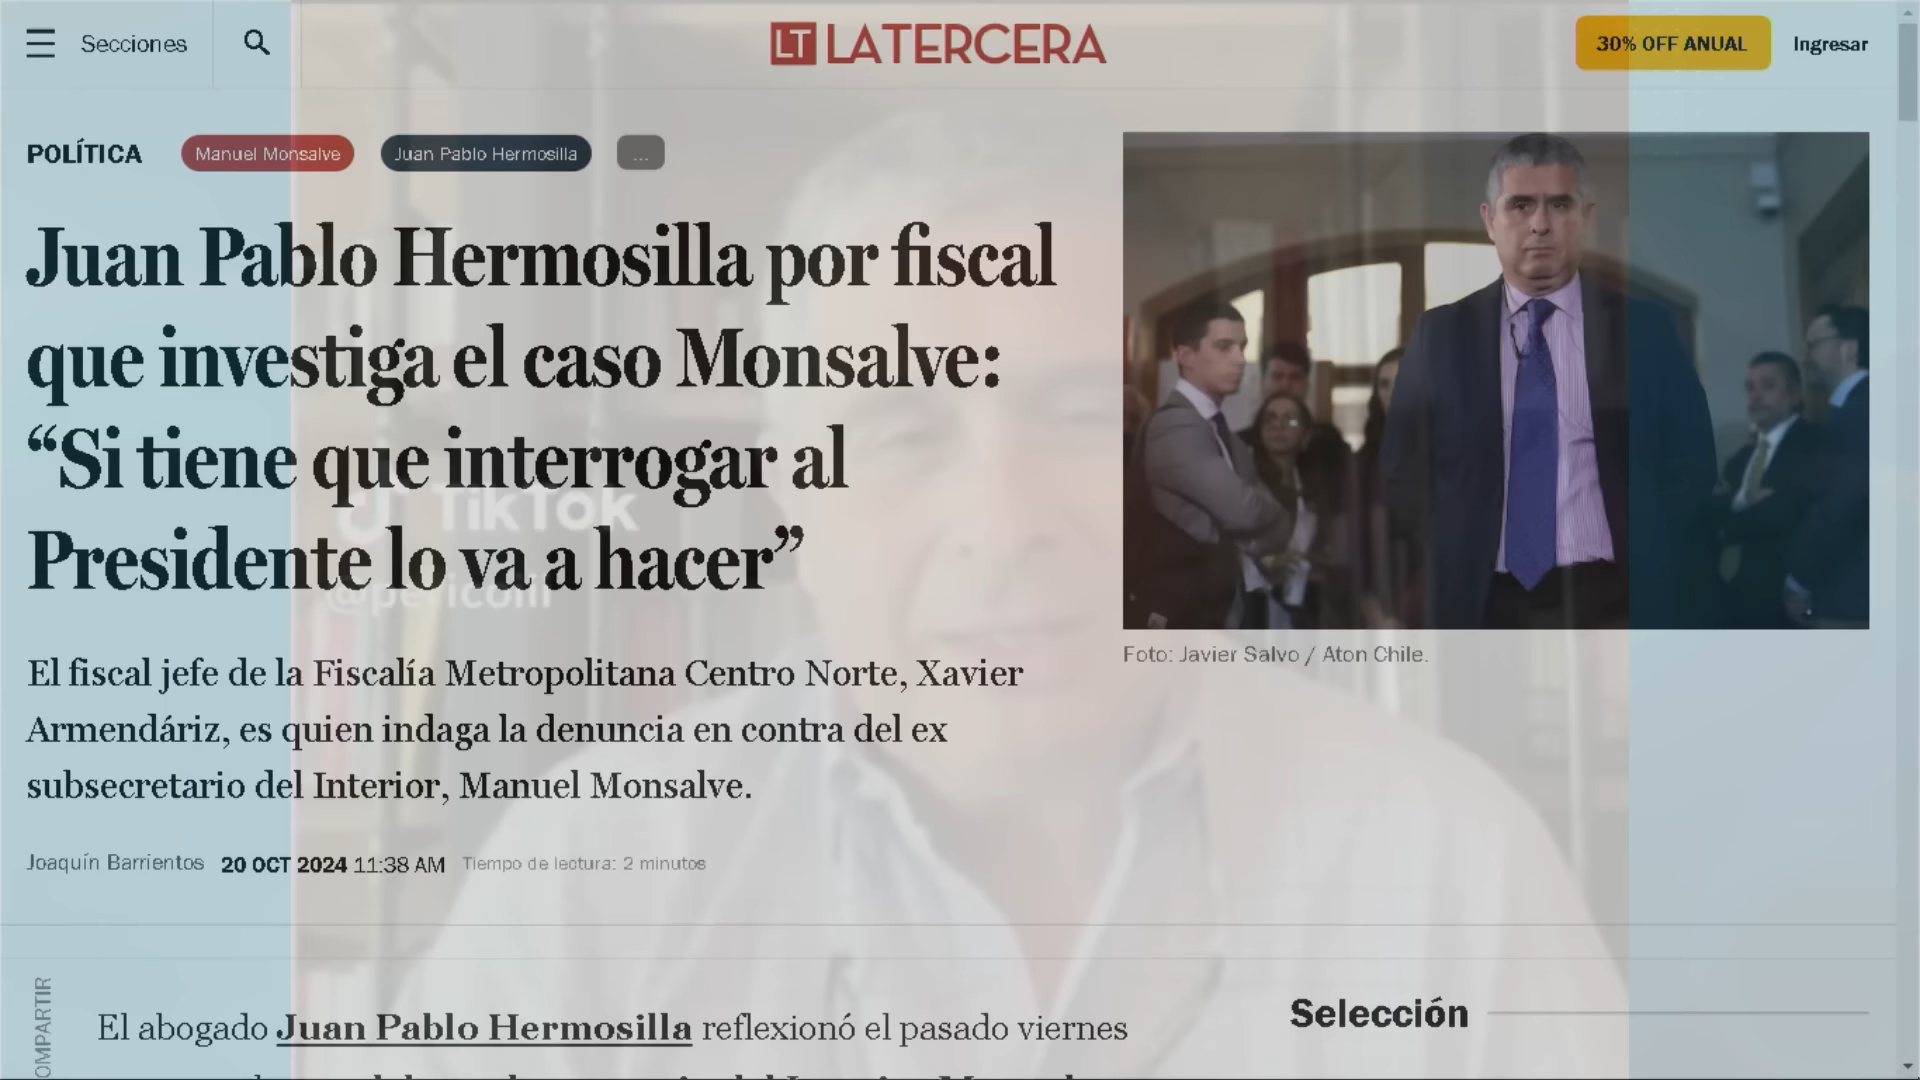 Secciones
LT LATERCERA
30% OFF ANUAL
Ingresar
POLÍTICA
Manuel Monsalve
Juan Pablo Hermosilla
...
Juan Pablo Hermosilla por fiscal
que investiga el caso Monsalve:
“Si tiene que interrogar al
Presidente lo va a hacer”
TikTok
El fiscal jefe de la Fiscalía Metropolitana Centro Norte, Xavier
Armendáriz, es quien indaga la denuncia en contra del ex
subsecretario del Interior, Manuel Monsalve.
Joaquín Barrientos 20 OCT 2024 11:38 AM Tiempo de lectura: 2 minutos
Foto: Javier Salvo / Aton Chile.
El abogado Juan Pablo Hermosilla reflexionó el pasado viernes
Selección